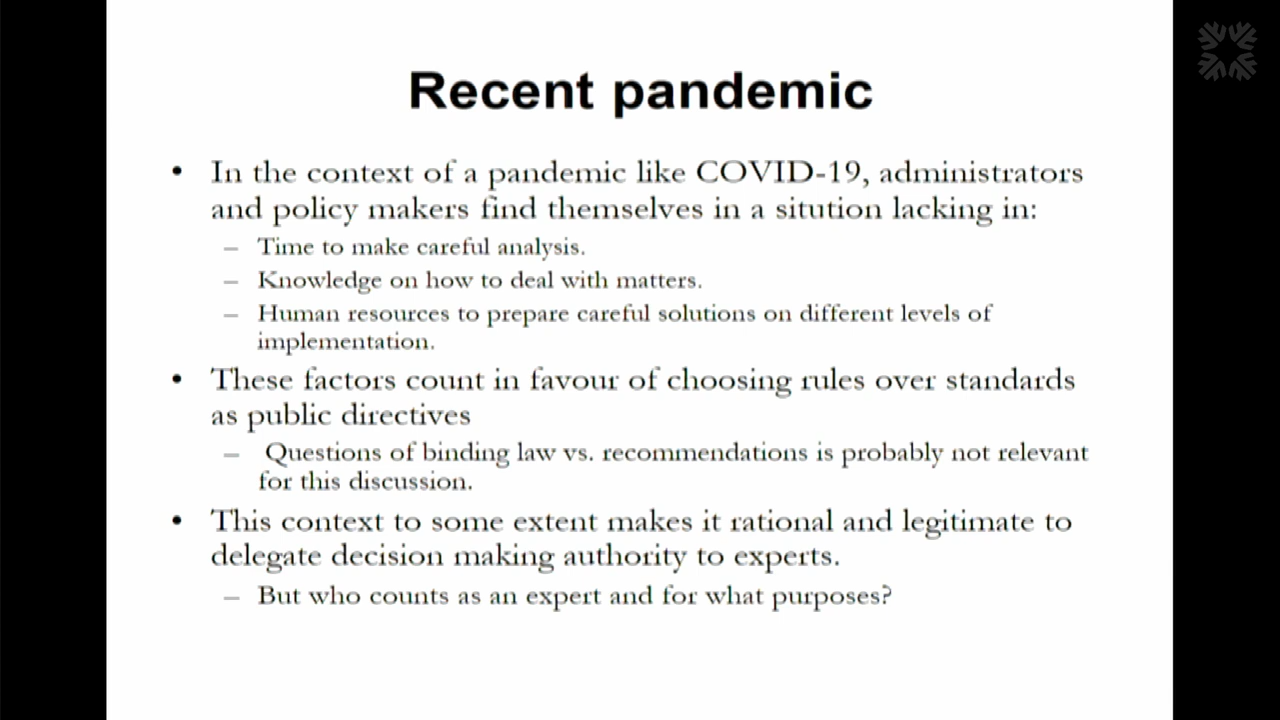 Recent pandemic
• In the context of a pandemic like COVID-19, administrators
and policy makers find themselves in a sitution lacking in:
– Time to make careful analysis.
– Knowledge on how to deal with matters.
– Human resources to prepare careful solutions on different levels of
implementation.
• These factors count in favour of choosing rules over standards
as public directives
– Questions of binding law vs. recommendations is probably not relevant
for this discussion.
• This context to some extent makes it rational and legitimate to
delegate decision making authority to experts.
– But who counts as an expert and for what purposes?